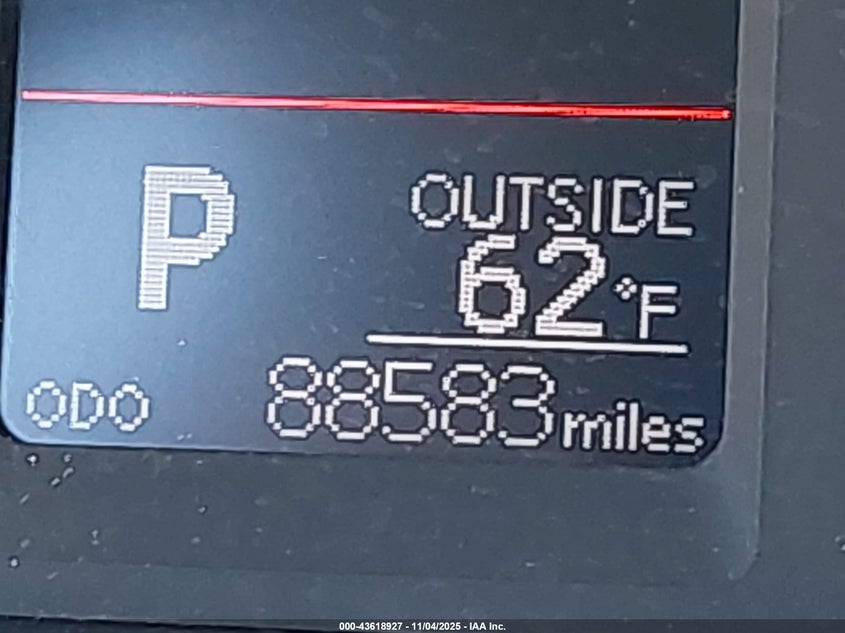 P
OUTSIDE
62°F
ODO 88583 miles
000-43618927 - 11/04/2025 - IAA Inc.